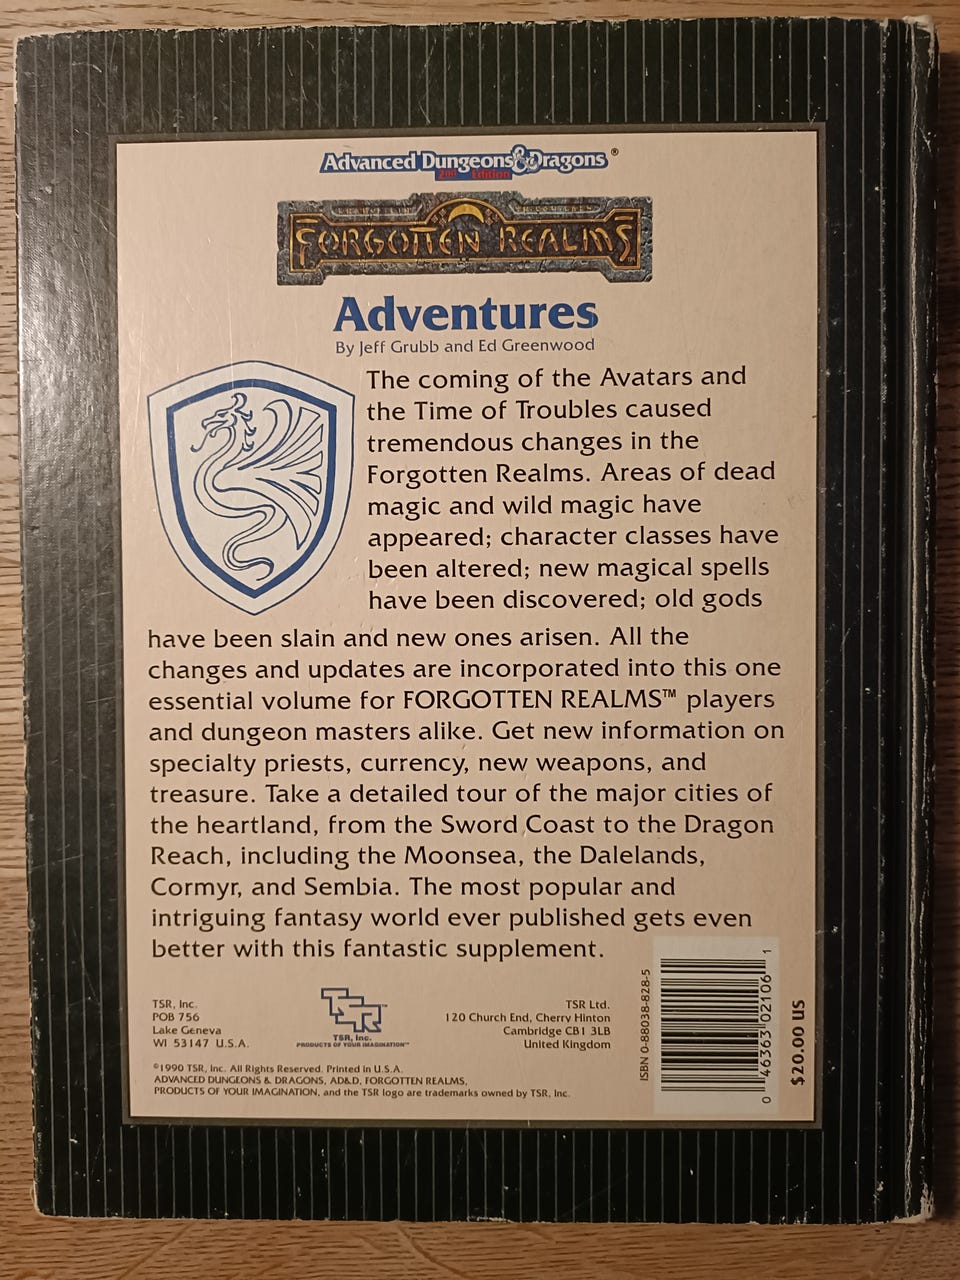 Advanced Dungeons & Dragons®
2nd Edition
FORGOTTEN REALMS™
Adventures
By Jeff Grubb and Ed Greenwood
The coming of the Avatars and
the Time of Troubles caused
tremendous changes in the
Forgotten Realms. Areas of dead
magic and wild magic have
appeared; character classes have
been altered; new magical spells
have been discovered; old gods
have been slain and new ones arisen. All the
changes and updates are incorporated into this one
essential volume for FORGOTTEN REALMS™ players
and dungeon masters alike. Get new information on
specialty priests, currency, new weapons, and
treasure. Take a detailed tour of the major cities of
the heartland, from the Sword Coast to the Dragon
Reach, including the Moonsea, the Dalelands,
Cormyr, and Sembia. The most popular and
intriguing fantasy world ever published gets even
better with this fantastic supplement.
TSR, Inc.
POB 756
Lake Geneva
WI 53147 U.S.A.
TSR™
TSR, Inc.
PRODUCTS OF YOUR IMAGINATION™
TSR Ltd.
120 Church End, Cherry Hinton
Cambridge CB1 3LB
United Kingdom
©1990 TSR, Inc. All Rights Reserved. Printed in U.S.A.
ADVANCED DUNGEONS & DRAGONS, AD&D, FORGOTTEN REALMS,
PRODUCTS OF YOUR IMAGINATION, and the TSR logo are trademarks owned by TSR, Inc.
ISBN 0-88038-828-5
0 46363 02106 1
$20.00 US